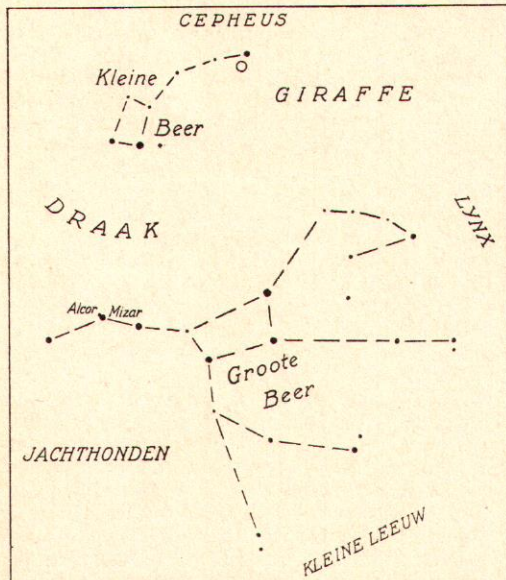 CEPHEUS
Kleine
Beer
GIRAFFE
DRAAK
LYNX
Alcor Mizar
Groote
Beer
JACHTHONDEN
KLEINE LEEUW